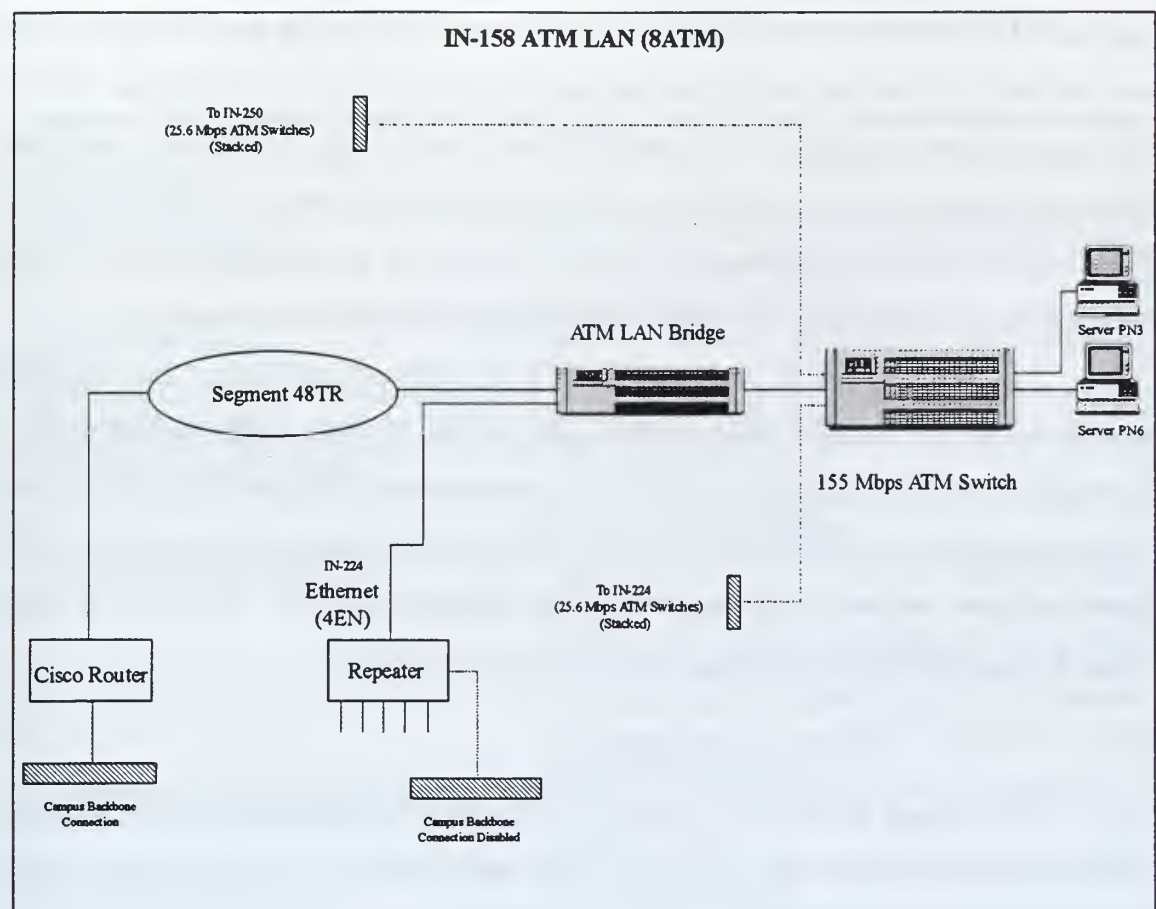 IN-158 ATM LAN (8ATM)
To IN-250
(25.6 Mbps ATM Switches)
(Stacked)
Server PN3
ATM LAN Bridge
Segment 48TR
Server PN6
155 Mbps ATM Switch
IN-224
Ethernet
(4EN)
To IN-224
(25.6 Mbps ATM Switches)
(Stacked)
Cisco Router
Repeater
Campus Backbone
Connection
Campus Backbone
Connection Disabled